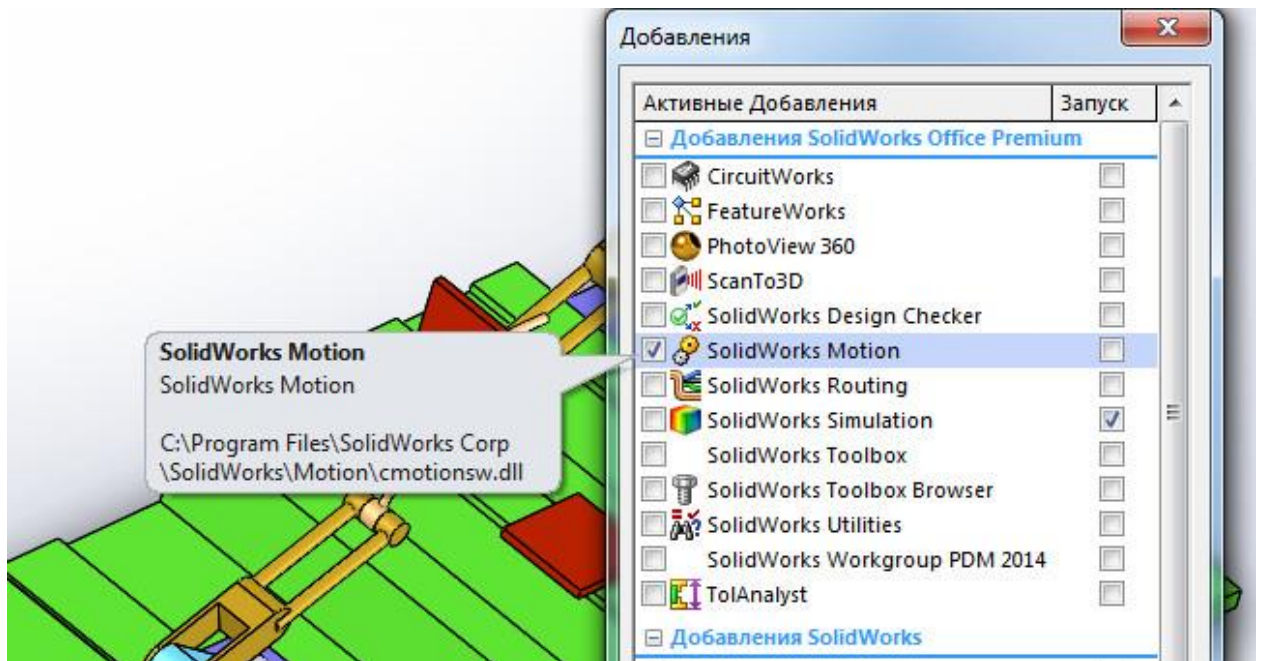 Добавления
Активные Добавления Запуск
Добавления SolidWorks Office Premium
CircuitWorks
FeatureWorks
PhotoView 360
ScanTo3D
SolidWorks Design Checker
SolidWorks Motion
SolidWorks Routing
SolidWorks Simulation
SolidWorks Toolbox
SolidWorks Toolbox Browser
SolidWorks Utilities
SolidWorks Workgroup PDM 2014
TolAnalyst
Добавления SolidWorks
SolidWorks Motion
SolidWorks Motion
C:\Program Files\SolidWorks Corp
\SolidWorks\Motion\cmotionsw.dll